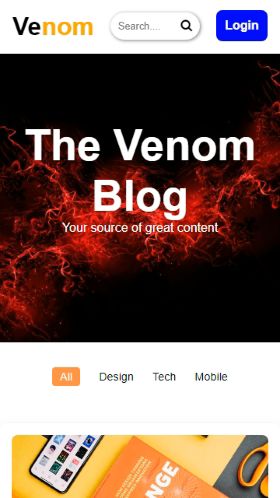 Venom
Search....
Login
The Venom
Blog
Your source of great content
All
Design
Tech
Mobile
NGE